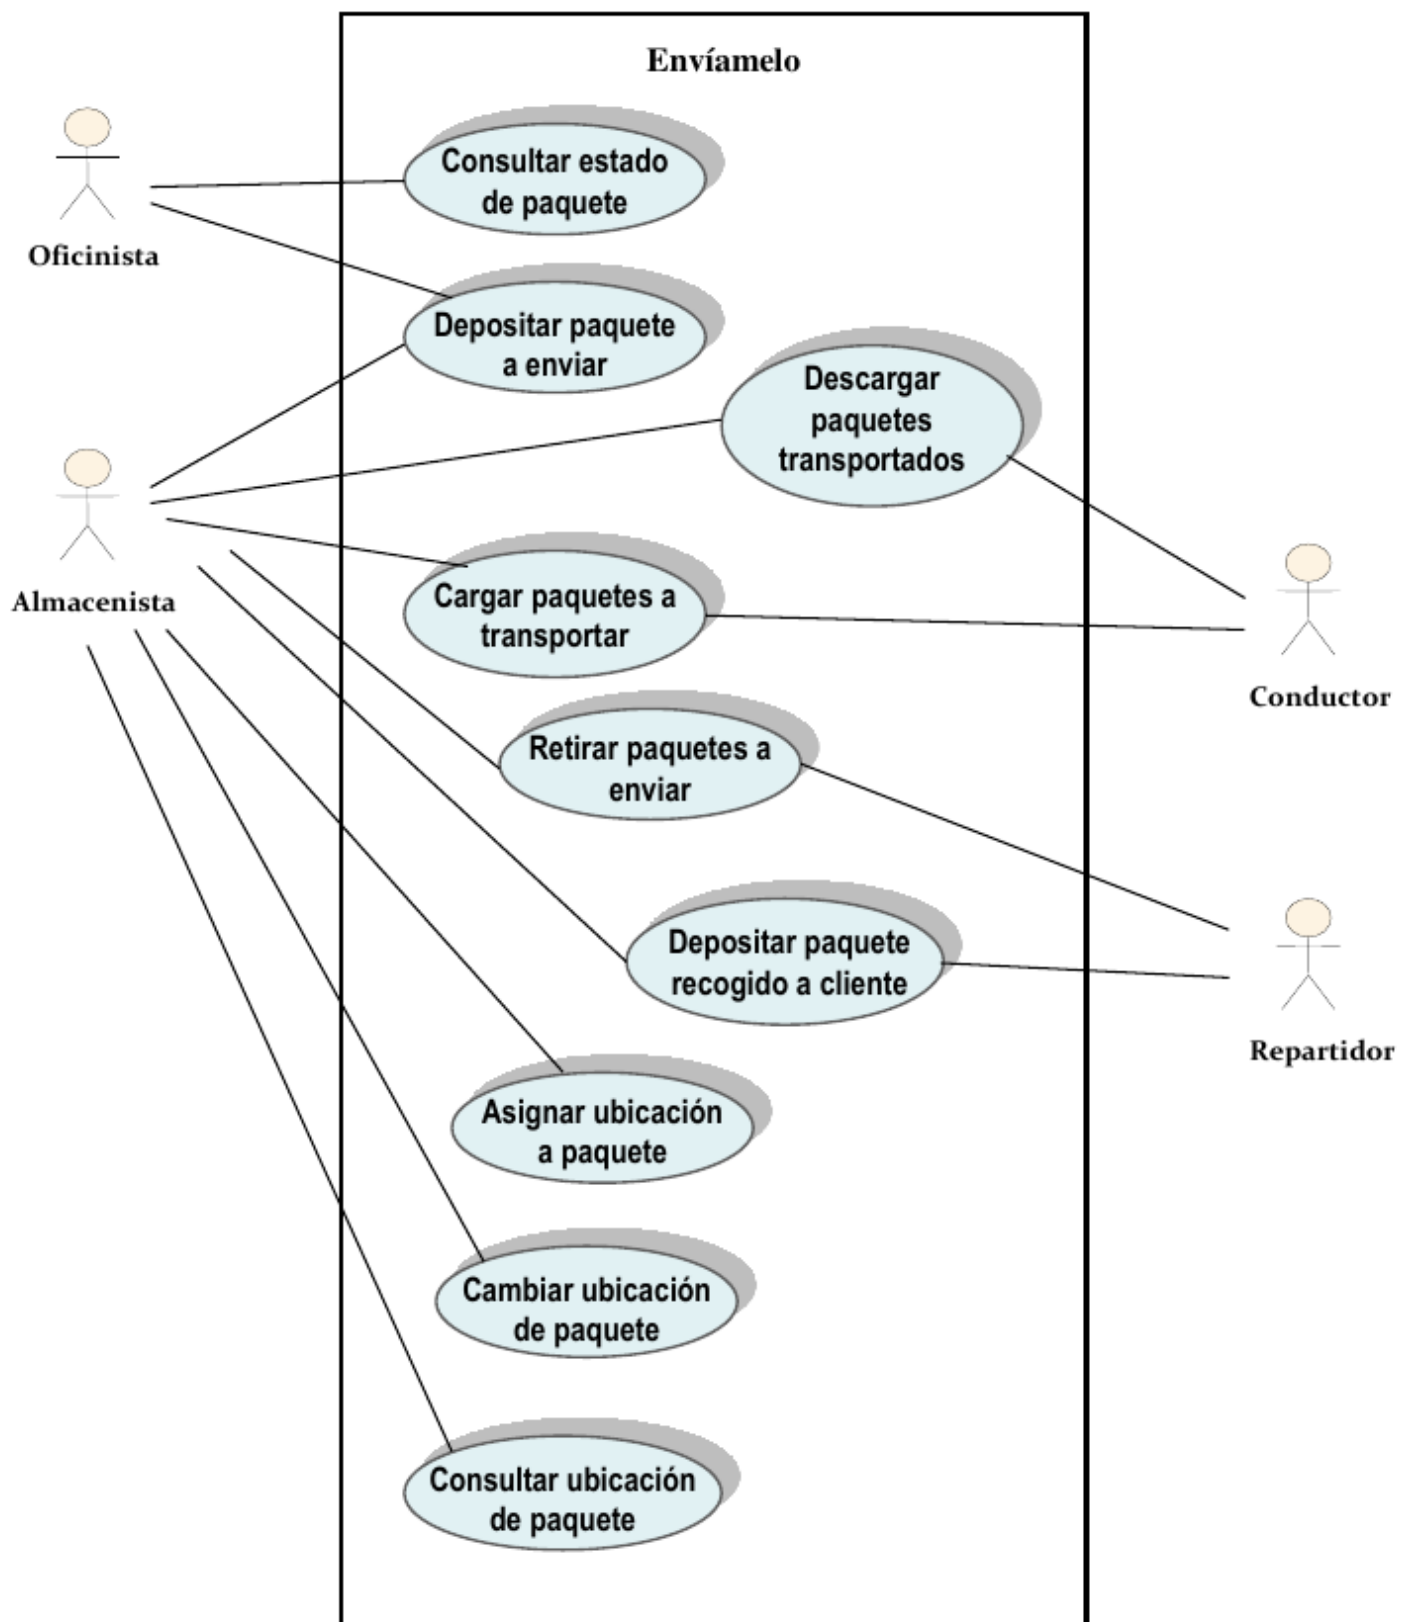 Envíamelo
Consultar estado
de paquete
Oficinista
Depositar paquete
a enviar
Descargar
paquetes
transportados
Almacenista
Cargar paquetes a
transportar
Conductor
Retirar paquetes a
enviar
Depositar paquete
recogido a cliente
Repartidor
Asignar ubicación
a paquete
Cambiar ubicación
de paquete
Consultar ubicación
de paquete